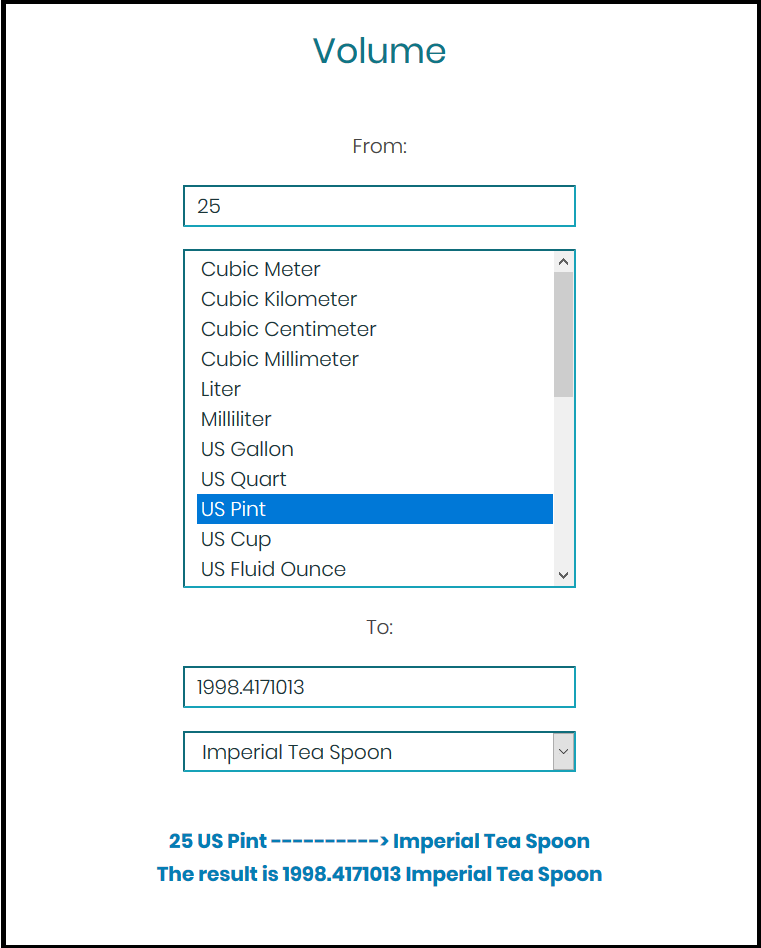 Volume
From:
25
Cubic Meter
Cubic Kilometer
Cubic Centimeter
Cubic Millimeter
Liter
Milliliter
US Gallon
US Quart
US Pint
US Cup
US Fluid Ounce
To:
1998.4171013
Imperial Tea Spoon
25 US Pint ----------> Imperial Tea Spoon
The result is 1998.4171013 Imperial Tea Spoon